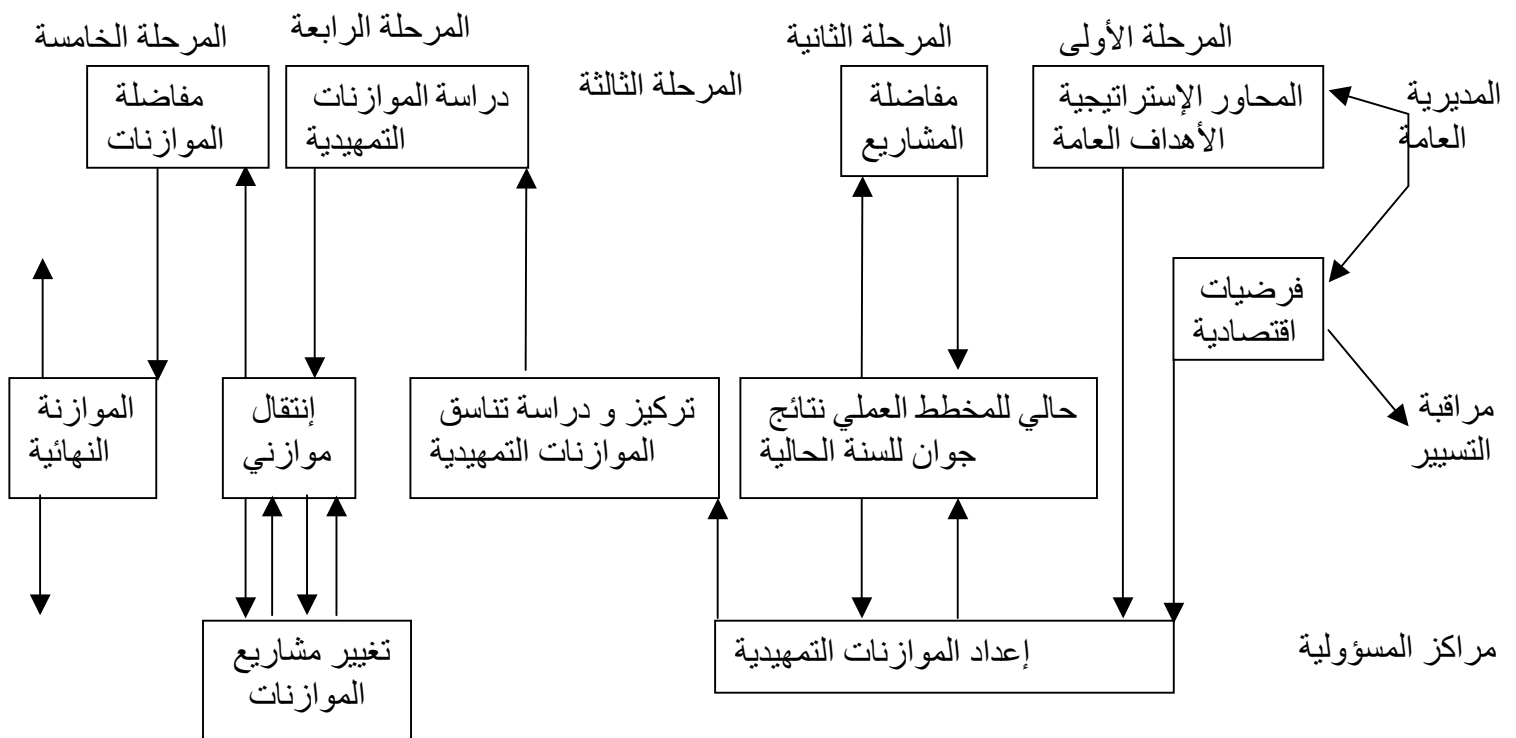 المرحلة الأولى
المرحلة الثانية
المرحلة الثالثة
المرحلة الرابعة
المرحلة الخامسة
المديرية
العامة
المحاور الإستراتيجية
الأهداف العامة
مفاضلة
المشاريع
دراسة الموازنات
التمهيدية
مفاضلة
الموازنات
فرضيات
اقتصادية
مراقبة
التسيير
حالي للمخطط العملي نتائج
جوان للسنة الحالية
تركيز و دراسة تناسق
الموازنات التمهيدية
إنتقال
موازني
الموازنة
النهائية
مراكز المسؤولية
إعداد الموازنات التمهيدية
تغيير مشاريع
الموازنات